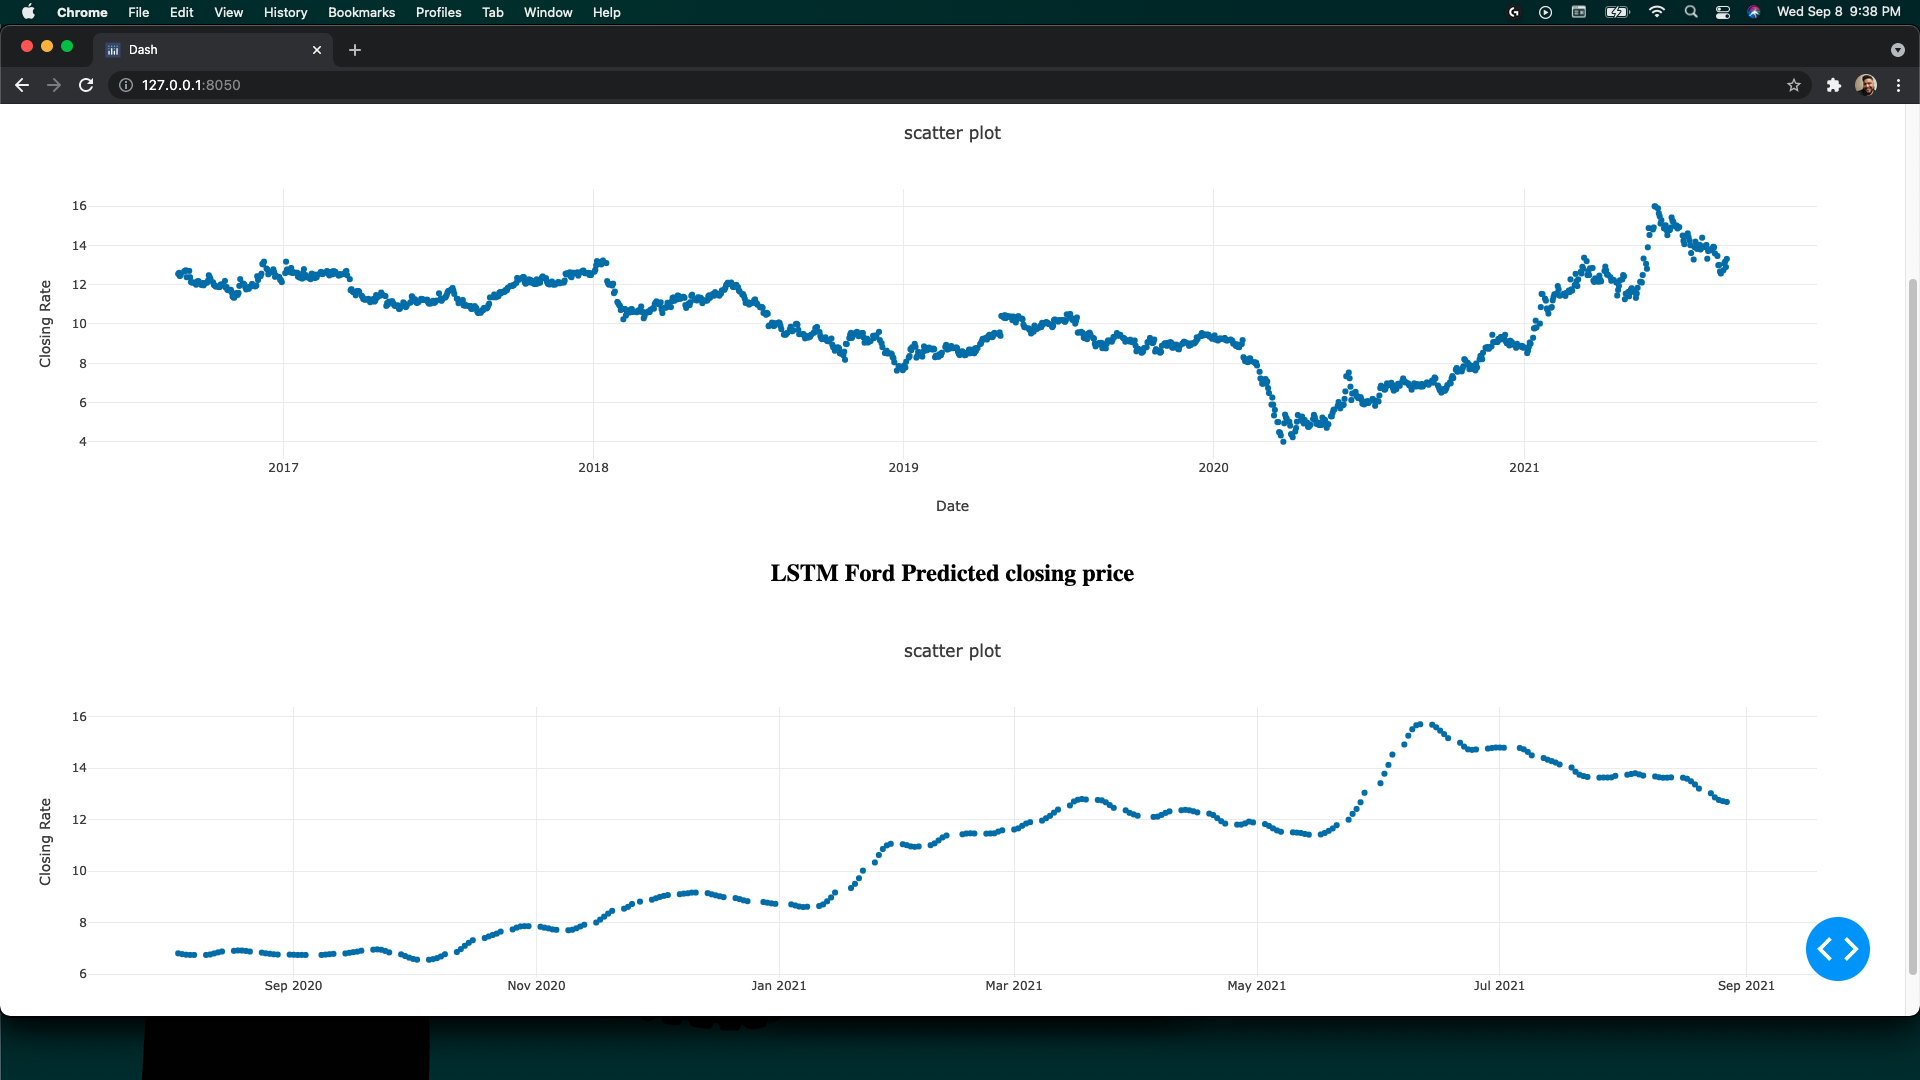 Chrome File Edit View History Bookmarks Profiles Tab Window Help Wed Sep 8 9:38 PM
Dash
127.0.0.1:8050
scatter plot
16
14
12
10
8
6
4
Closing Rate
2017 2018 2019 2020 2021
Date
LSTM Ford Predicted closing price
scatter plot
16
14
12
10
8
6
Closing Rate
Sep 2020 Nov 2020 Jan 2021 Mar 2021 May 2021 Jul 2021 Sep 2021